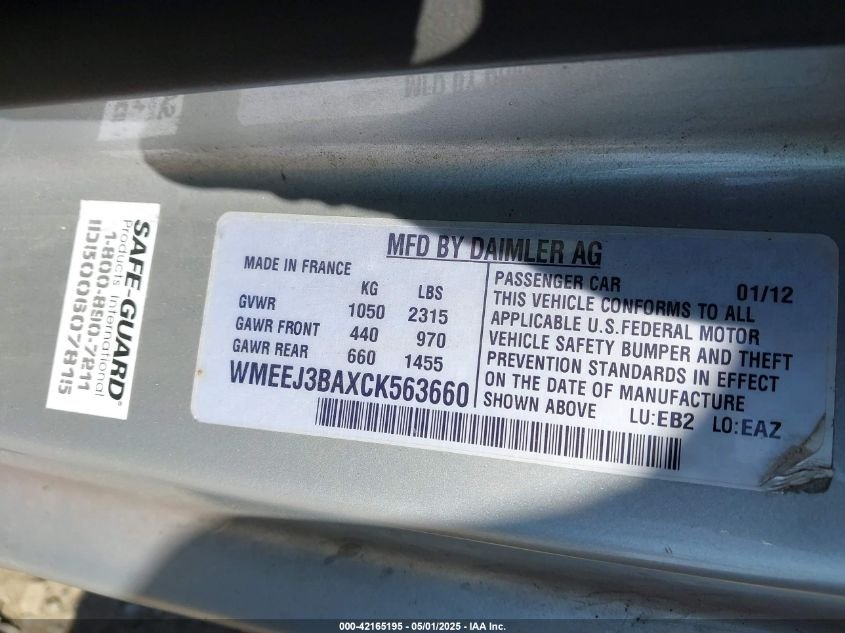 SAFE-GUARD®
Products International
1-800-890-7211
11D1500607815
MFD BY DAIMLER AG
MADE IN FRANCE
KG LBS
GVWR 1050 2315
GAWR FRONT 440 970
GAWR REAR 660 1455
WMEEJ3BAXCK563660
PASSENGER CAR 01/12
THIS VEHICLE CONFORMS TO ALL
APPLICABLE U.S.FEDERAL MOTOR
VEHICLE SAFETY BUMPER AND THEFT
PREVENTION STANDARDS IN EFFECT
ON THE DATE OF MANUFACTURE
SHOWN ABOVE LU:EB2 LO:EAZ
000-42165195 - 05/01/2025 - IAA Inc.